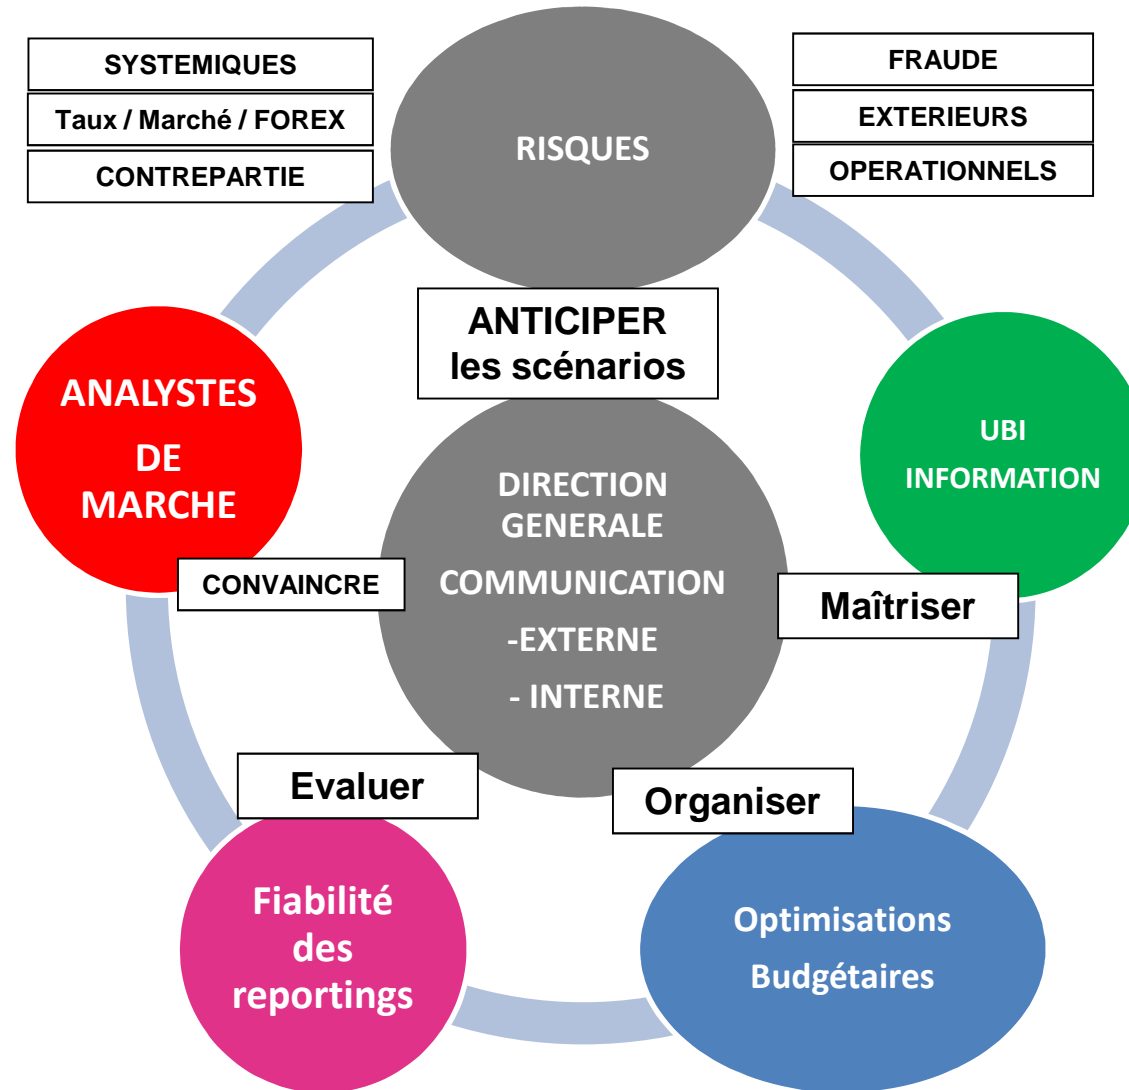 SYSTEMIQUES
Taux / Marché / FOREX
CONTREPARTIE
FRAUDE
EXTERIEURS
OPERATIONNELS
RISQUES
ANTICIPER
les scénarios
ANALYSTES
DE
MARCHE
UBI
INFORMATION
DIRECTION
GENERALE
COMMUNICATION
-EXTERNE
- INTERNE
CONVAINCRE
Maîtriser
Evaluer
Organiser
Fiabilité
des
reportings
Optimisations
Budgétaires